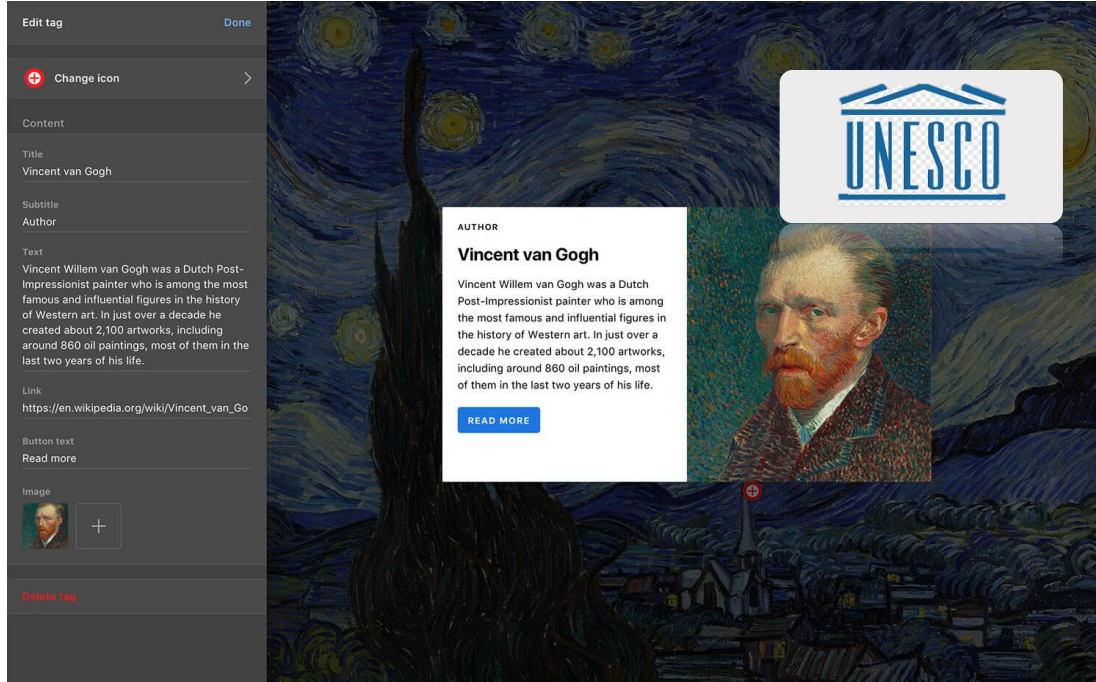 Edit tag
Done
Change icon
Content
Title
Vincent van Gogh
Subtitle
Author
Text
Vincent Willem van Gogh was a Dutch Post-
Impressionist painter who is among the most
famous and influential figures in the history
of Western art. In just over a decade he
created about 2,100 artworks, including
around 860 oil paintings, most of them in the
last two years of his life.
Link
https://en.wikipedia.org/wiki/Vincent_van_Go
Button text
Read more
Image
Delete tag
UNESCO
AUTHOR
Vincent van Gogh
Vincent Willem van Gogh was a Dutch
Post-Impressionist painter who is among
the most famous and influential figures in
the history of Western art. In just over a
decade he created about 2,100 artworks,
including around 860 oil paintings, most
of them in the last two years of his life.
READ MORE